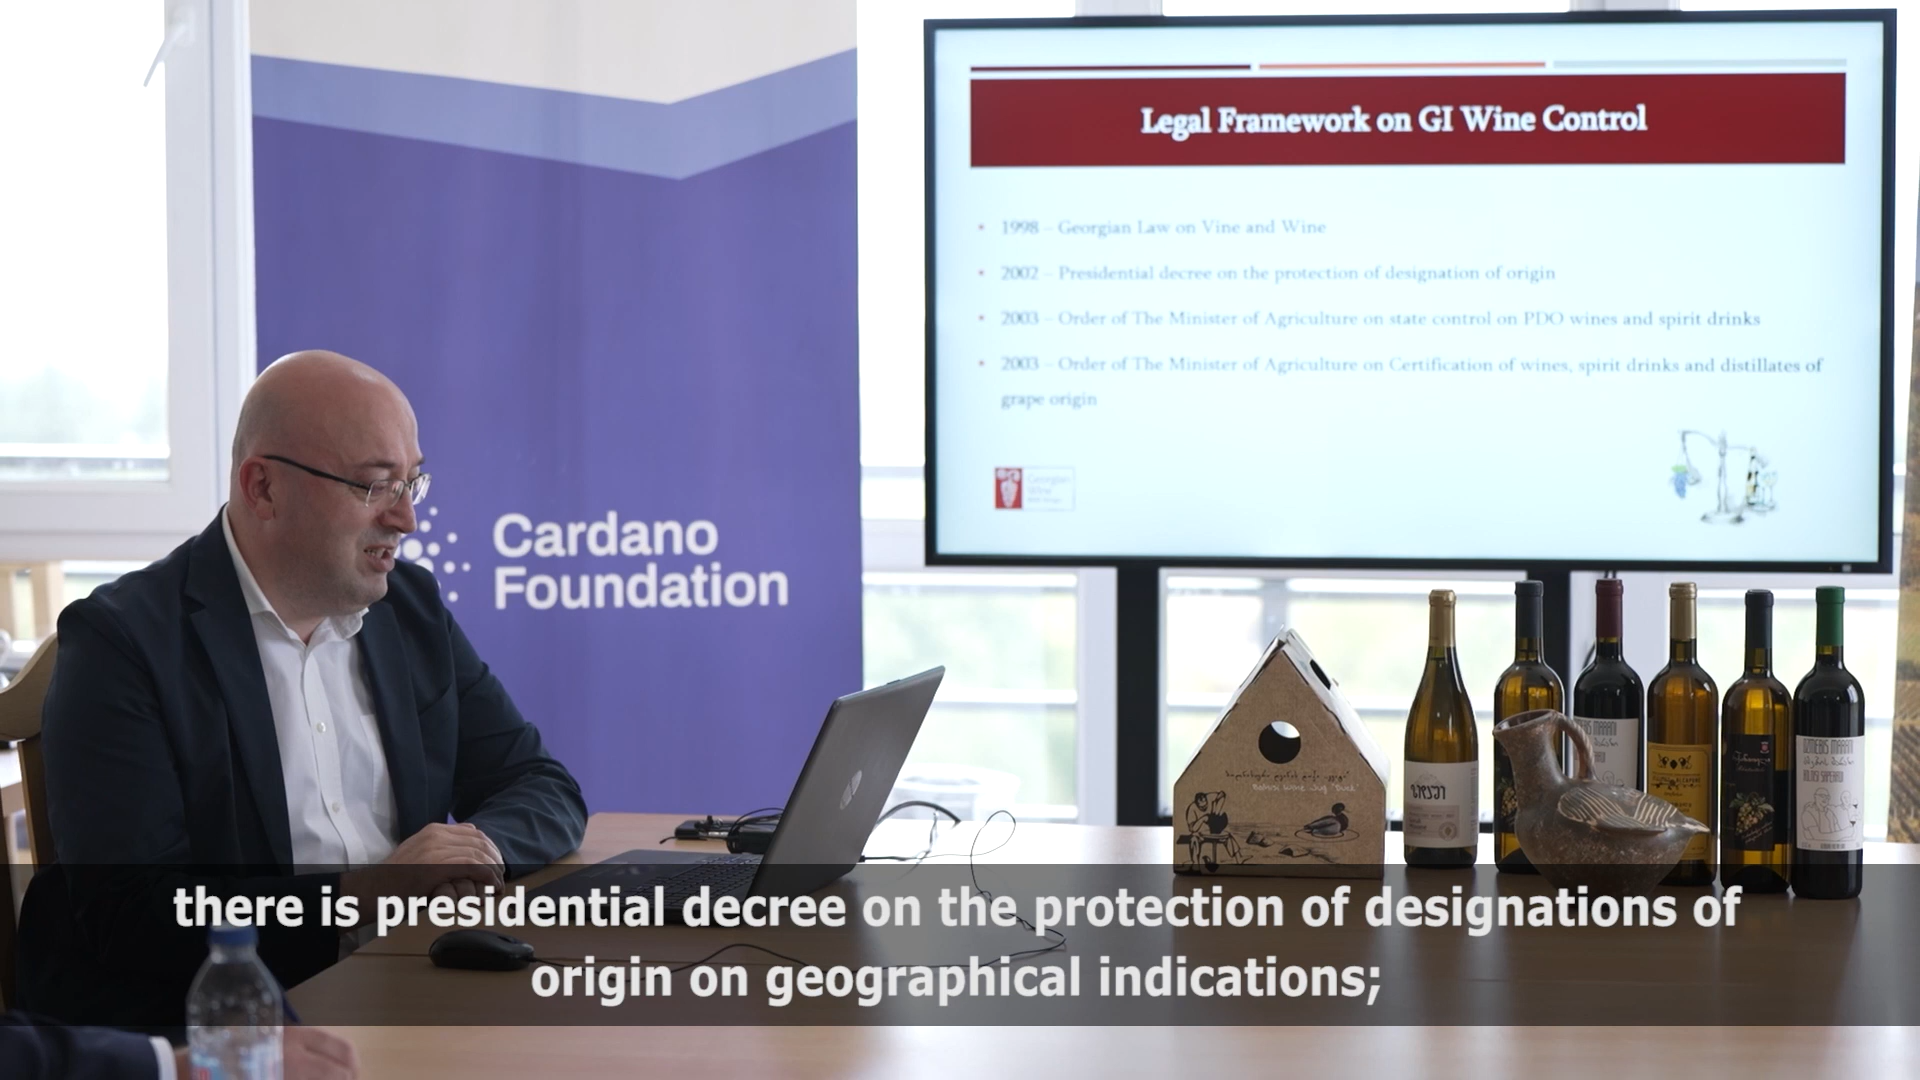 Legal Framework on GI Wine Control
• 1998 – Georgian Law on Vine and Wine
• 2002 – Presidential decree on the protection of designation of origin
• 2003 – Order of The Minister of Agriculture on state control on PDO wines and spirit drinks
• 2003 – Order of The Minister of Agriculture on Certification of wines, spirit drinks and distillates of
grape origin
Georgian
Wine
Cardano
Foundation
there is presidential decree on the protection of designations of
origin on geographical indications;